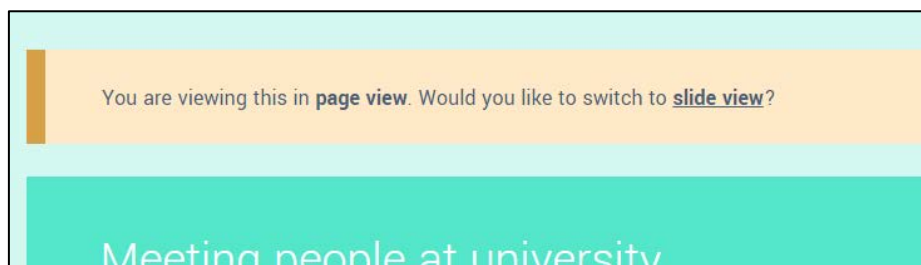 You are viewing this in page view. Would you like to switch to slide view?
Meeting people at university